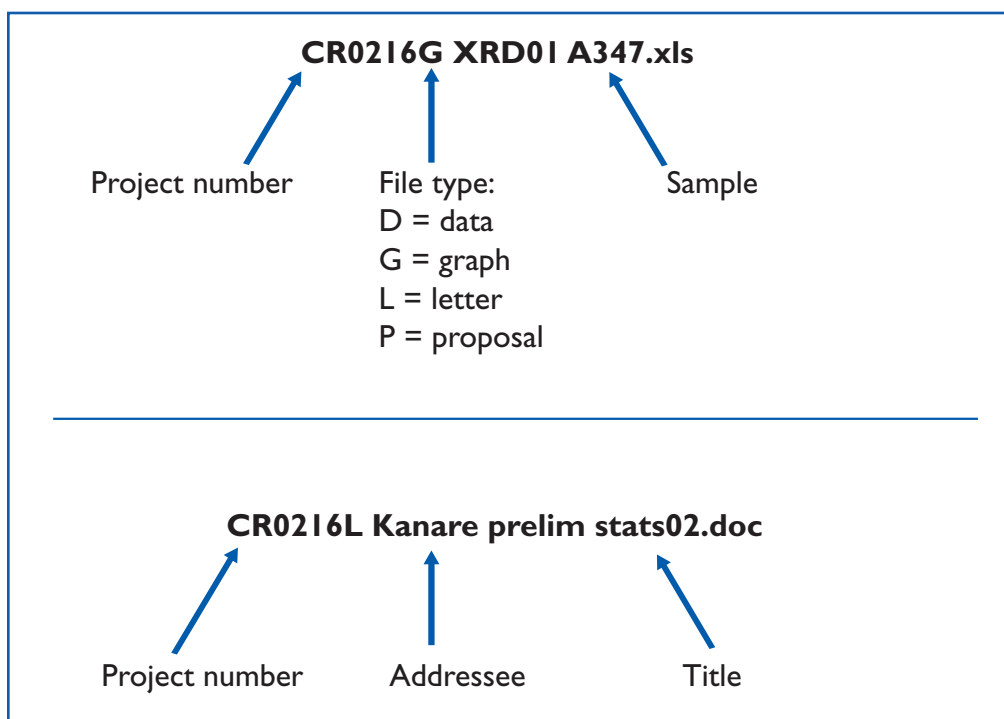 CR0216G XRD01 A347.xls
Project number File type: Sample
D = data
G = graph
L = letter
P = proposal
CR0216L Kanare prelim stats02.doc
Project number Addressee Title